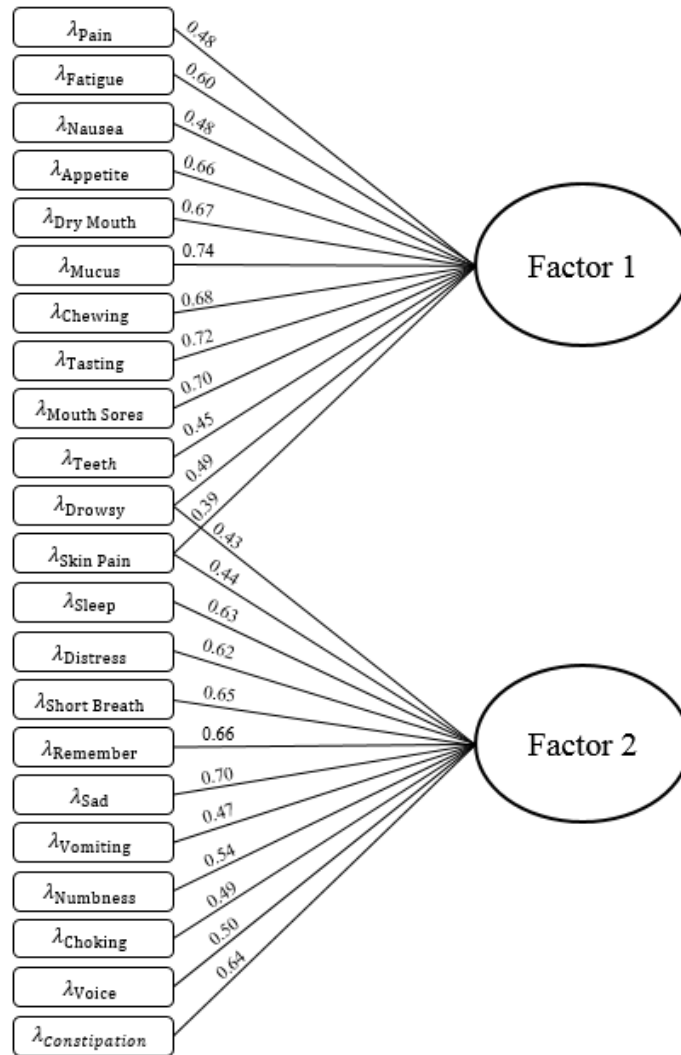 λPain 0.48
λFatigue 0.60
λNausea 0.48
λAppetite 0.66
λDry Mouth 0.67
λMucus 0.74
Factor 1
λChewing 0.68
λTasting 0.72
λMouth Sores 0.70
λTeeth 0.45
λDrowsy 0.49
0.43
λSkin Pain 0.39
0.44
λSleep 0.63
λDistress 0.62
λShort Breath 0.65
λRemember 0.66
Factor 2
λSad 0.70
λVomiting 0.47
λNumbness 0.54
λChoking 0.49
λVoice 0.50
λConstipation 0.64